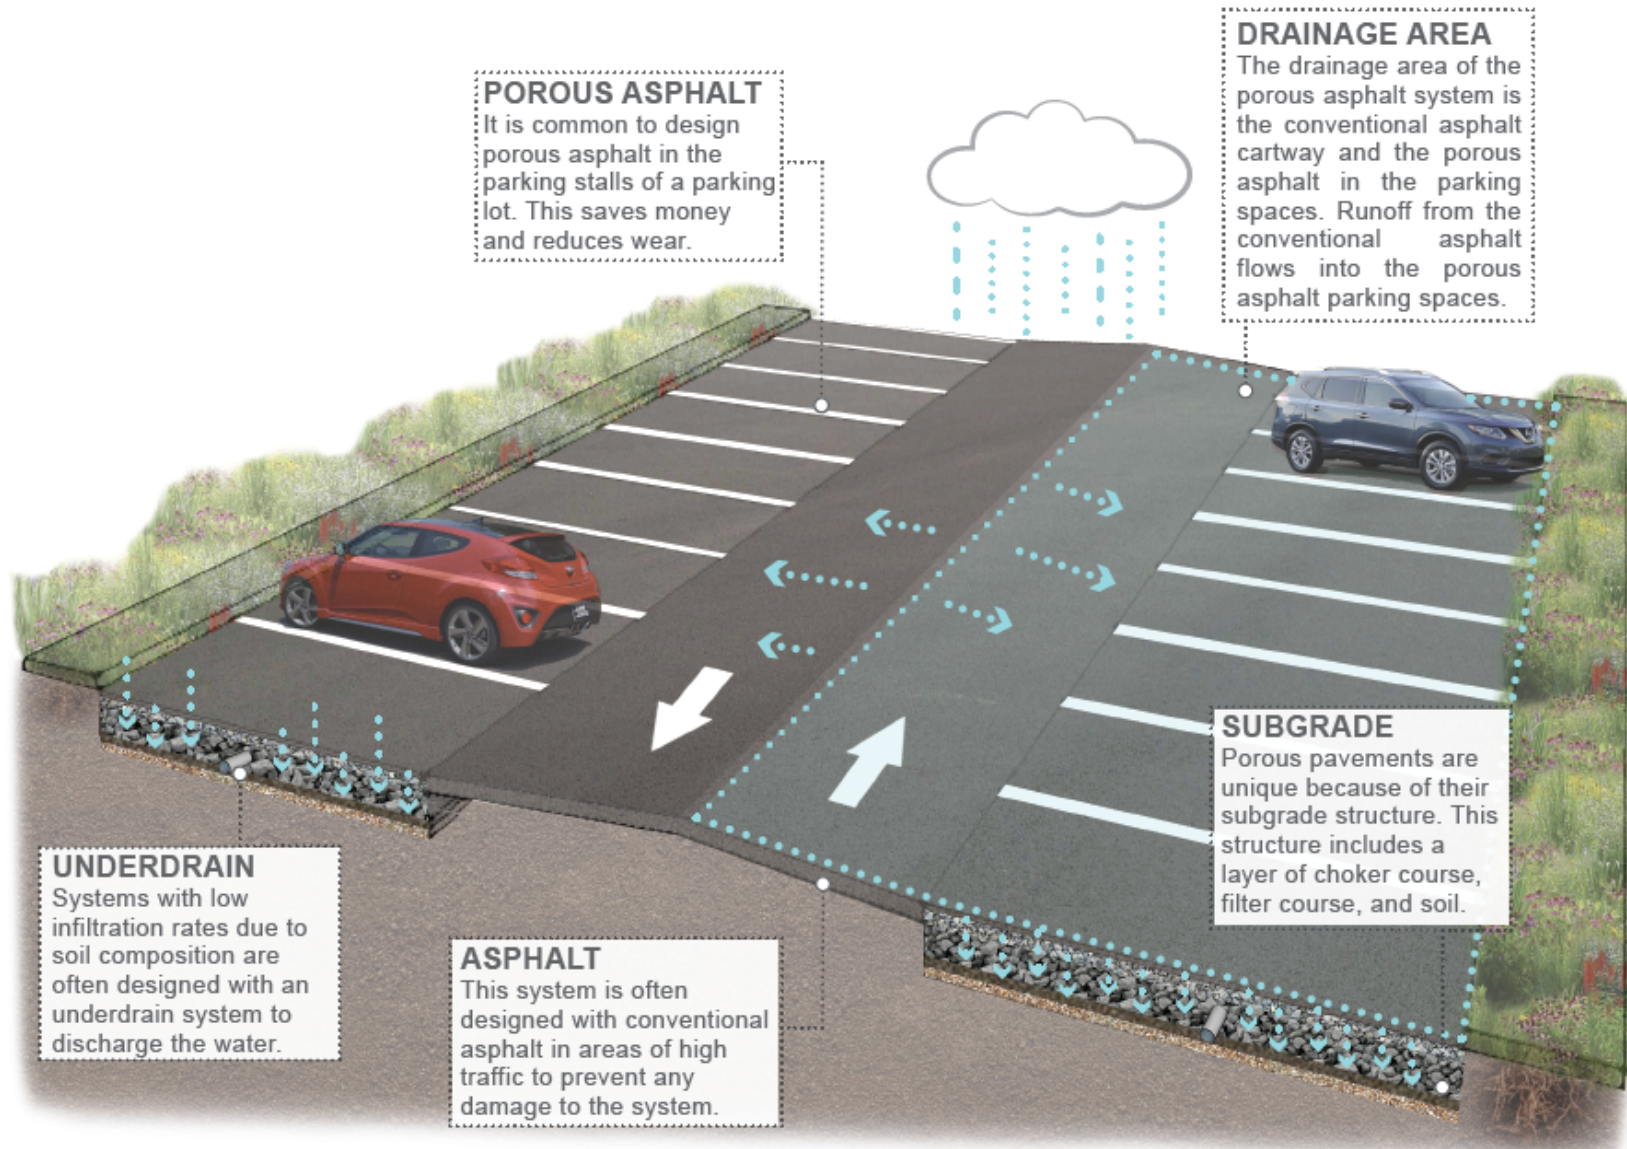 POROUS ASPHALT
It is common to design
porous asphalt in the
parking stalls of a parking
lot. This saves money
and reduces wear.
DRAINAGE AREA
The drainage area of the
porous asphalt system is
the conventional asphalt
cartway and the porous
asphalt in the parking
spaces. Runoff from the
conventional asphalt
flows into the porous
asphalt parking spaces.
UNDERDRAIN
Systems with low
infiltration rates due to
soil composition are
often designed with an
underdrain system to
discharge the water.
ASPHALT
This system is often
designed with conventional
asphalt in areas of high
traffic to prevent any
damage to the system.
SUBGRADE
Porous pavements are
unique because of their
subgrade structure. This
structure includes a
layer of choker course,
filter course, and soil.